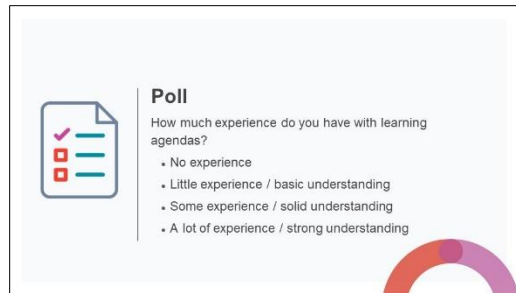 Poll
How much experience do you have with learning
agendas?
• No experience
• Little experience / basic understanding
• Some experience / solid understanding
• A lot of experience / strong understanding